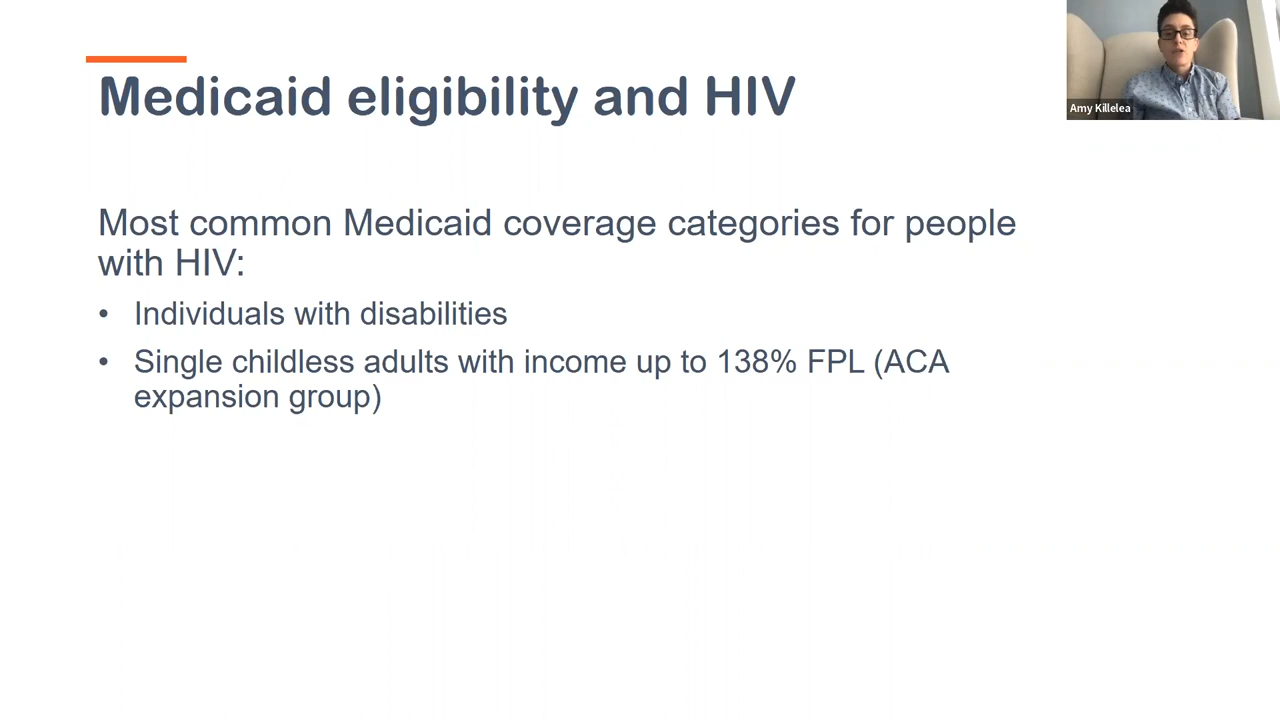 Medicaid eligibility and HIV
Amy Killelea
Most common Medicaid coverage categories for people
with HIV:
• Individuals with disabilities
• Single childless adults with income up to 138% FPL (ACA
expansion group)